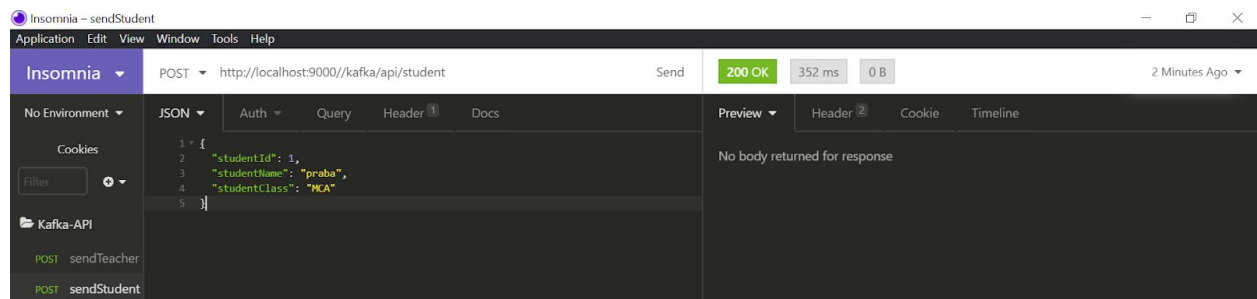 Insomnia – sendStudent
Application Edit View Window Tools Help
Insomnia
POST http://localhost:9000//kafka/api/student Send
200 OK 352 ms 0 B 2 Minutes Ago
No Environment
JSON Auth Query Header 1 Docs
Preview Header 2 Cookie Timeline
Cookies
Filter
1 {
2 "studentId": 1,
3 "studentName": "praba",
4 "studentClass": "MCA"
5 }
No body returned for response
Kafka-API
POST sendTeacher
POST sendStudent